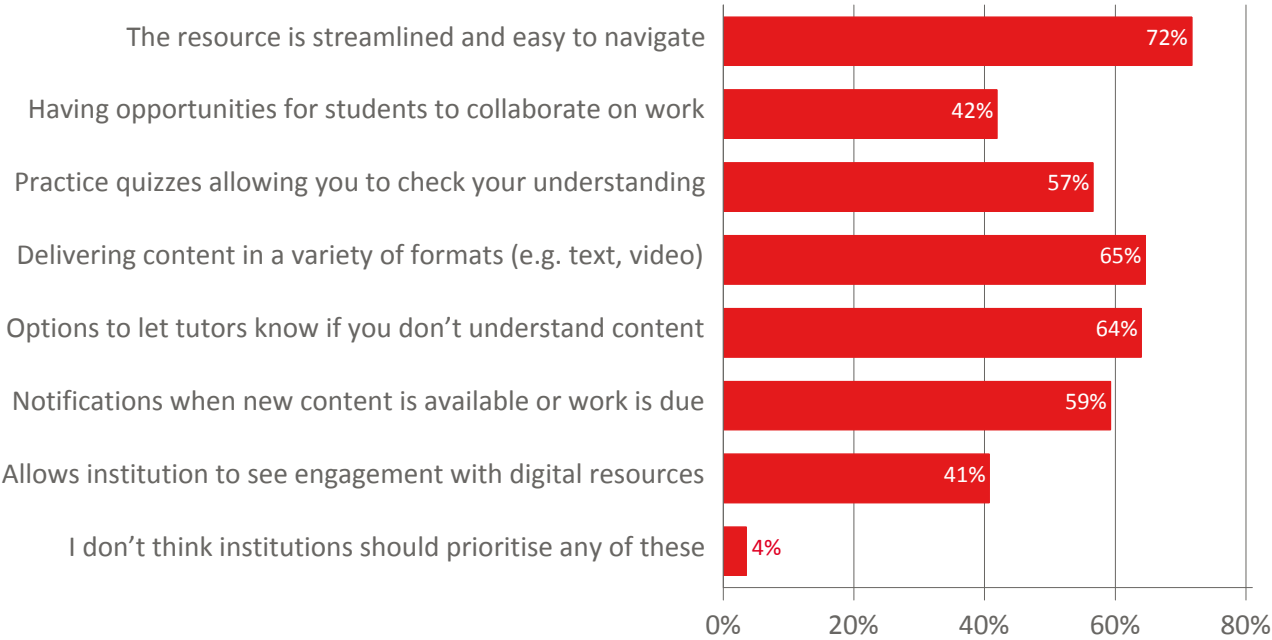 The resource is streamlined and easy to navigate 72%
Having opportunities for students to collaborate on work 42%
Practice quizzes allowing you to check your understanding 57%
Delivering content in a variety of formats (e.g. text, video) 65%
Options to let tutors know if you don’t understand content 64%
Notifications when new content is available or work is due 59%
Allows institution to see engagement with digital resources 41%
I don’t think institutions should prioritise any of these 4%
0% 20% 40% 60% 80%